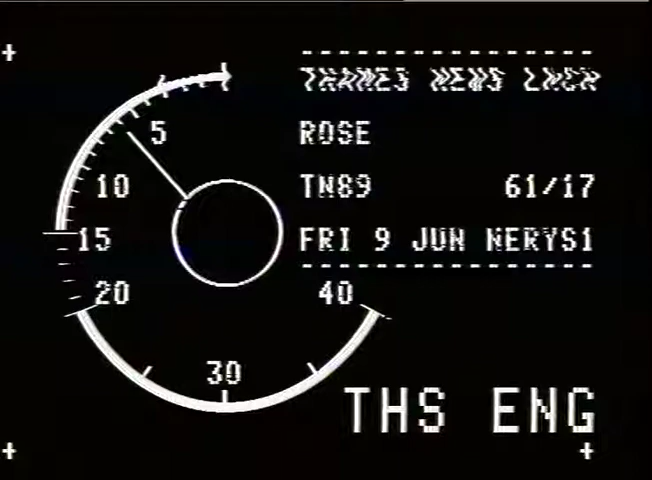 THAMES NEWS LNCH
5
ROSE
10
TN89 61/17
15
FRI 9 JUN NERYS1
20
40
30
THS ENG